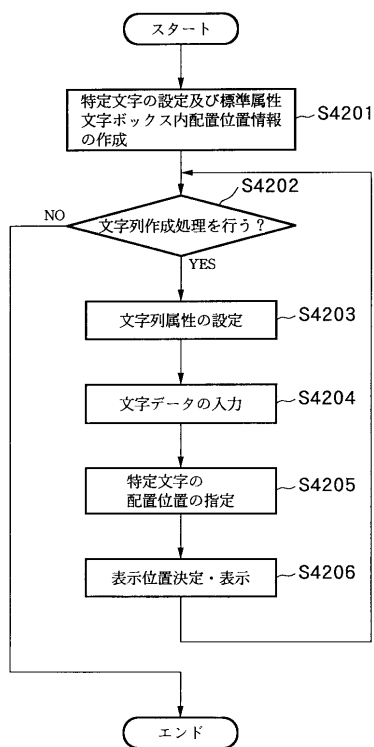 スタート
特定文字の設定及び標準属性
文字ボックス内配置位置情報
の作成
S4201
S4202
NO
文字列作成処理を行う？
YES
文字列属性の設定
S4203
文字データの入力
S4204
特定文字の
配置位置の指定
S4205
表示位置決定・表示
S4206
エンド